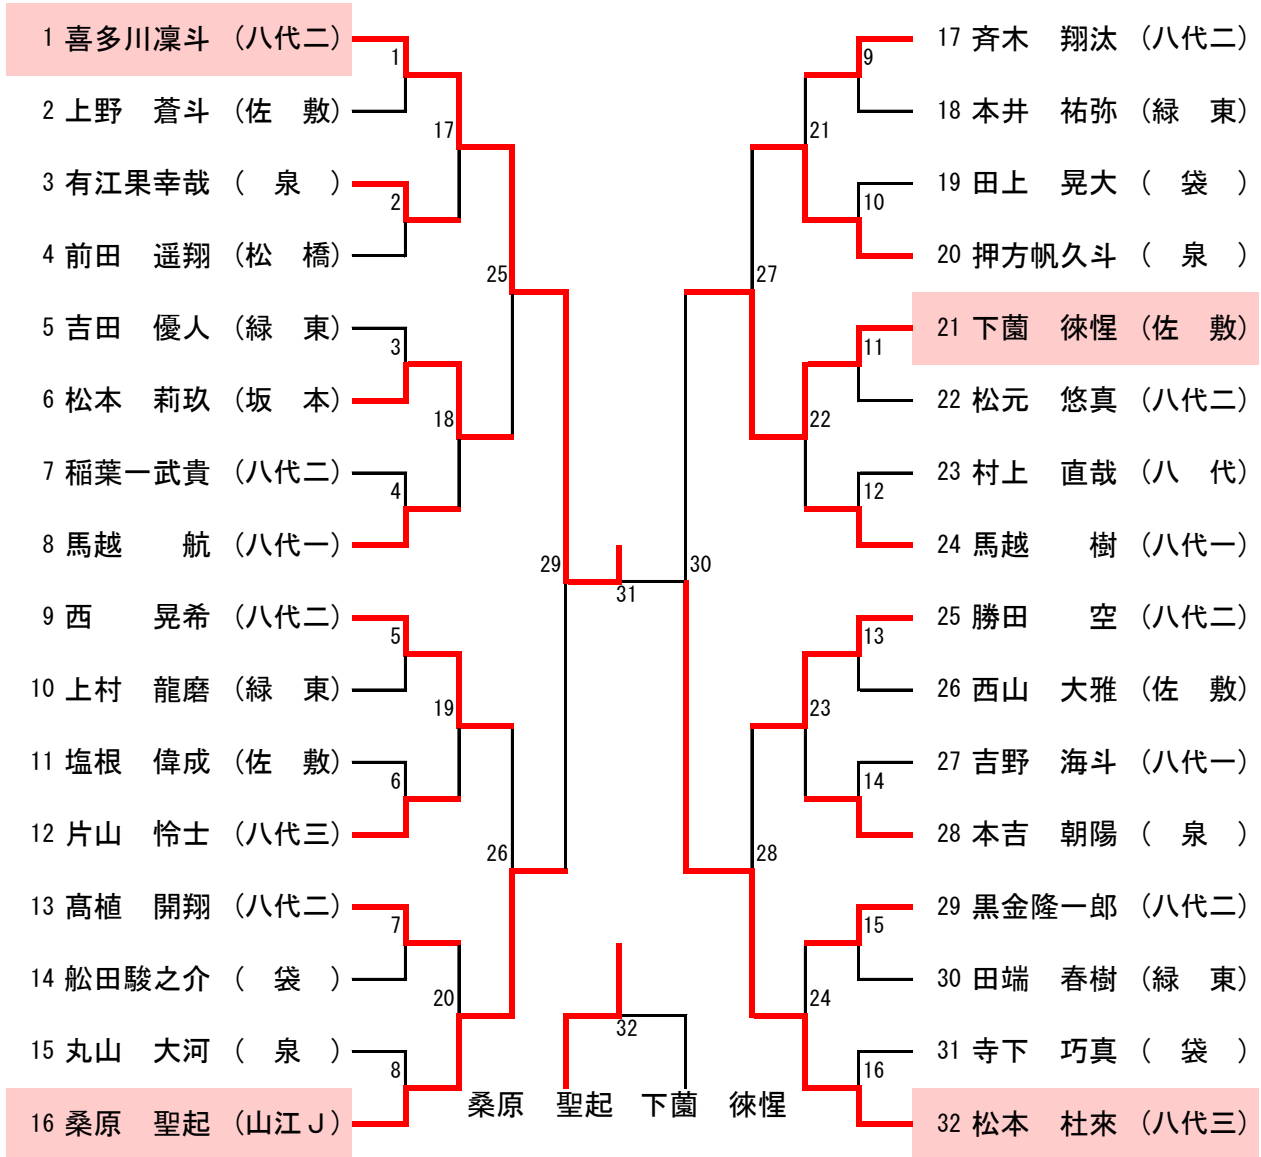 1 喜多川凜斗 (八代二)
2 上野　蒼斗 (佐　敷)
3 有江果幸哉 (　泉　)
4 前田　遥翔 (松　橋)
5 吉田　優人 (緑　東)
6 松本　莉玖 (坂　本)
7 稲葉一武貴 (八代二)
8 馬越　　航 (八代一)
9 西　　晃希 (八代二)
10 上村　龍磨 (緑　東)
11 塩根　偉成 (佐　敷)
12 片山　怜士 (八代三)
13 髙植　開翔 (八代二)
14 舩田駿之介 (　袋　)
15 丸山　大河 (　泉　)
16 桑原　聖起 (山江Ｊ)
1
2
3
4
5
6
7
8
17
18
19
20
25
26
29
31
30
32
桑原　聖起　下薗　徠惺
27
28
21
22
23
24
9
10
11
12
13
14
15
16
17 斉木　翔汰 (八代二)
18 本井　祐弥 (緑　東)
19 田上　晃大 (　袋　)
20 押方帆久斗 (　泉　)
21 下薗　徠惺 (佐　敷)
22 松元　悠真 (八代二)
23 村上　直哉 (八　代)
24 馬越　　樹 (八代一)
25 勝田　　空 (八代二)
26 西山　大雅 (佐　敷)
27 吉野　海斗 (八代一)
28 本吉　朝陽 (　泉　)
29 黒金隆一郎 (八代二)
30 田端　春樹 (緑　東)
31 寺下　巧真 (　袋　)
32 松本　杜來 (八代三)